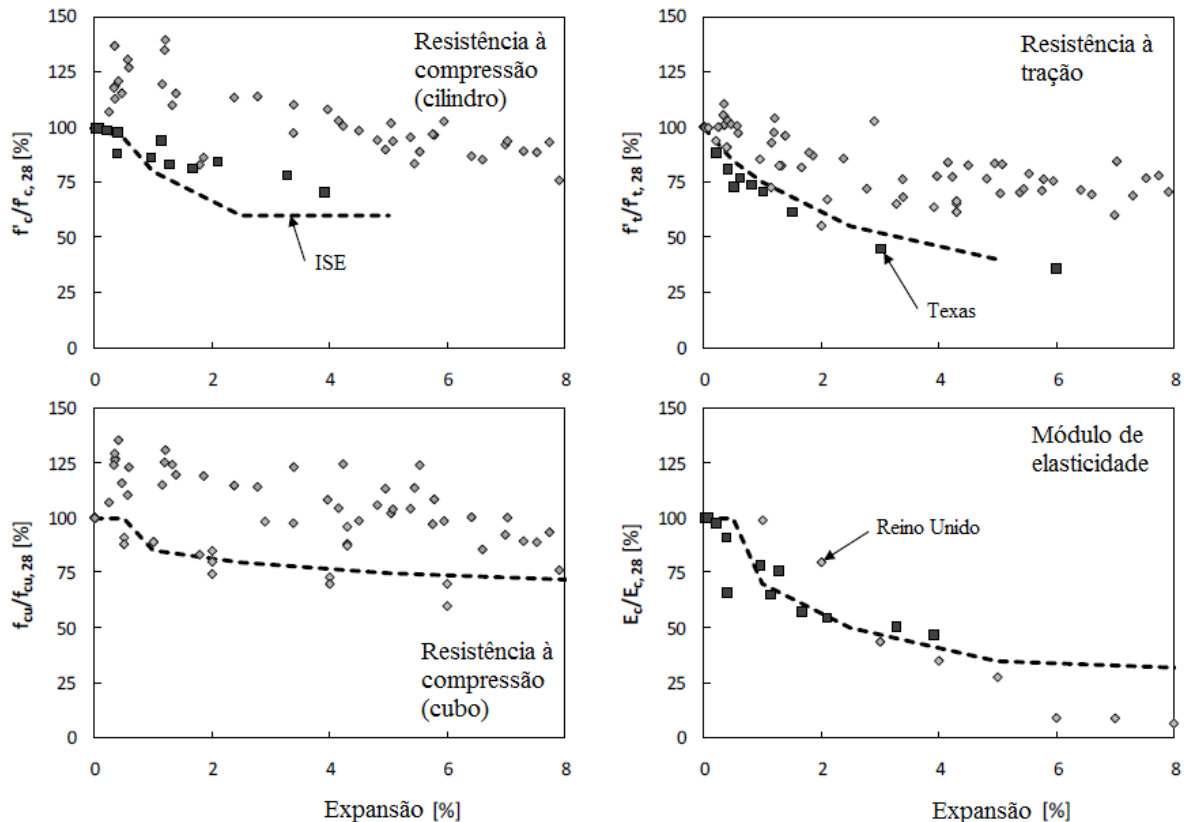 150
125
100
75
50
25
0
f'c/f'c, 28 [%]
Resistência à
compressão
(cilindro)
ISE
0 2 4 6 8
150
125
100
75
50
25
0
f't/f't, 28 [%]
Resistência à
tração
Texas
0 2 4 6 8
150
125
100
75
50
25
0
fcu/fcu, 28 [%]
Resistência à
compressão
(cubo)
0 2 4 6 8
Expansão [%]
150
125
100
75
50
25
0
Ec/Ec, 28 [%]
Módulo de
elasticidade
Reino Unido
0 2 4 6 8
Expansão [%]